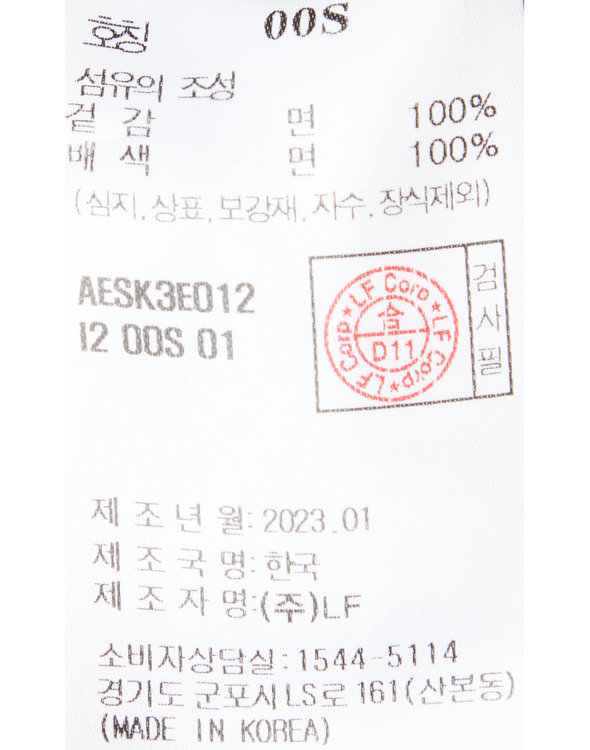 호칭 00S
섬유의 조성
겉 감 면 100%
배 색 면 100%
(심지,상표,보강재,자수,장식제외)
AESK3E012
I2 00S 01
LF Corp ★ LF Corp ★ LF Corp ★
합
D11
검사필
제 조 년 월:2023.01
제 조 국 명:한국
제 조 자 명:(주)LF
소비자상담실:1544-5114
경기도 군포시 LS로 161(산본동)
(MADE IN KOREA)